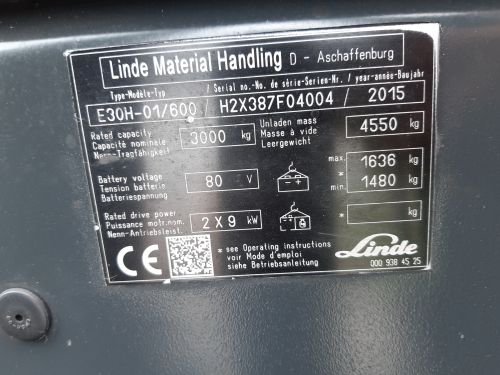 Linde Material Handling D - Aschaffenburg
Type-Modèle-Typ / Serial no.-No. de série-Serien-Nr. / year-année-Baujahr
E30H-01/600 / H2X387F04004 / 2015
Rated capacity
Capacité nominale
Nenn-Tragfähigkeit
3000 kg
Unladen mass
Masse à vide
Leergewicht
4550 kg
Battery voltage
Tension batterie
Batteriespannung
80 V
- +
max. 1636 kg
*
min. 1480 kg
Rated drive power
Puissance motr.nom.
Nenn-Antriebsleist.
2 X 9 kW
* kg
CE
* see Operating instructions
voir Mode d'emploi
siehe Betriebsanleitung
Linde
000 938 45 25